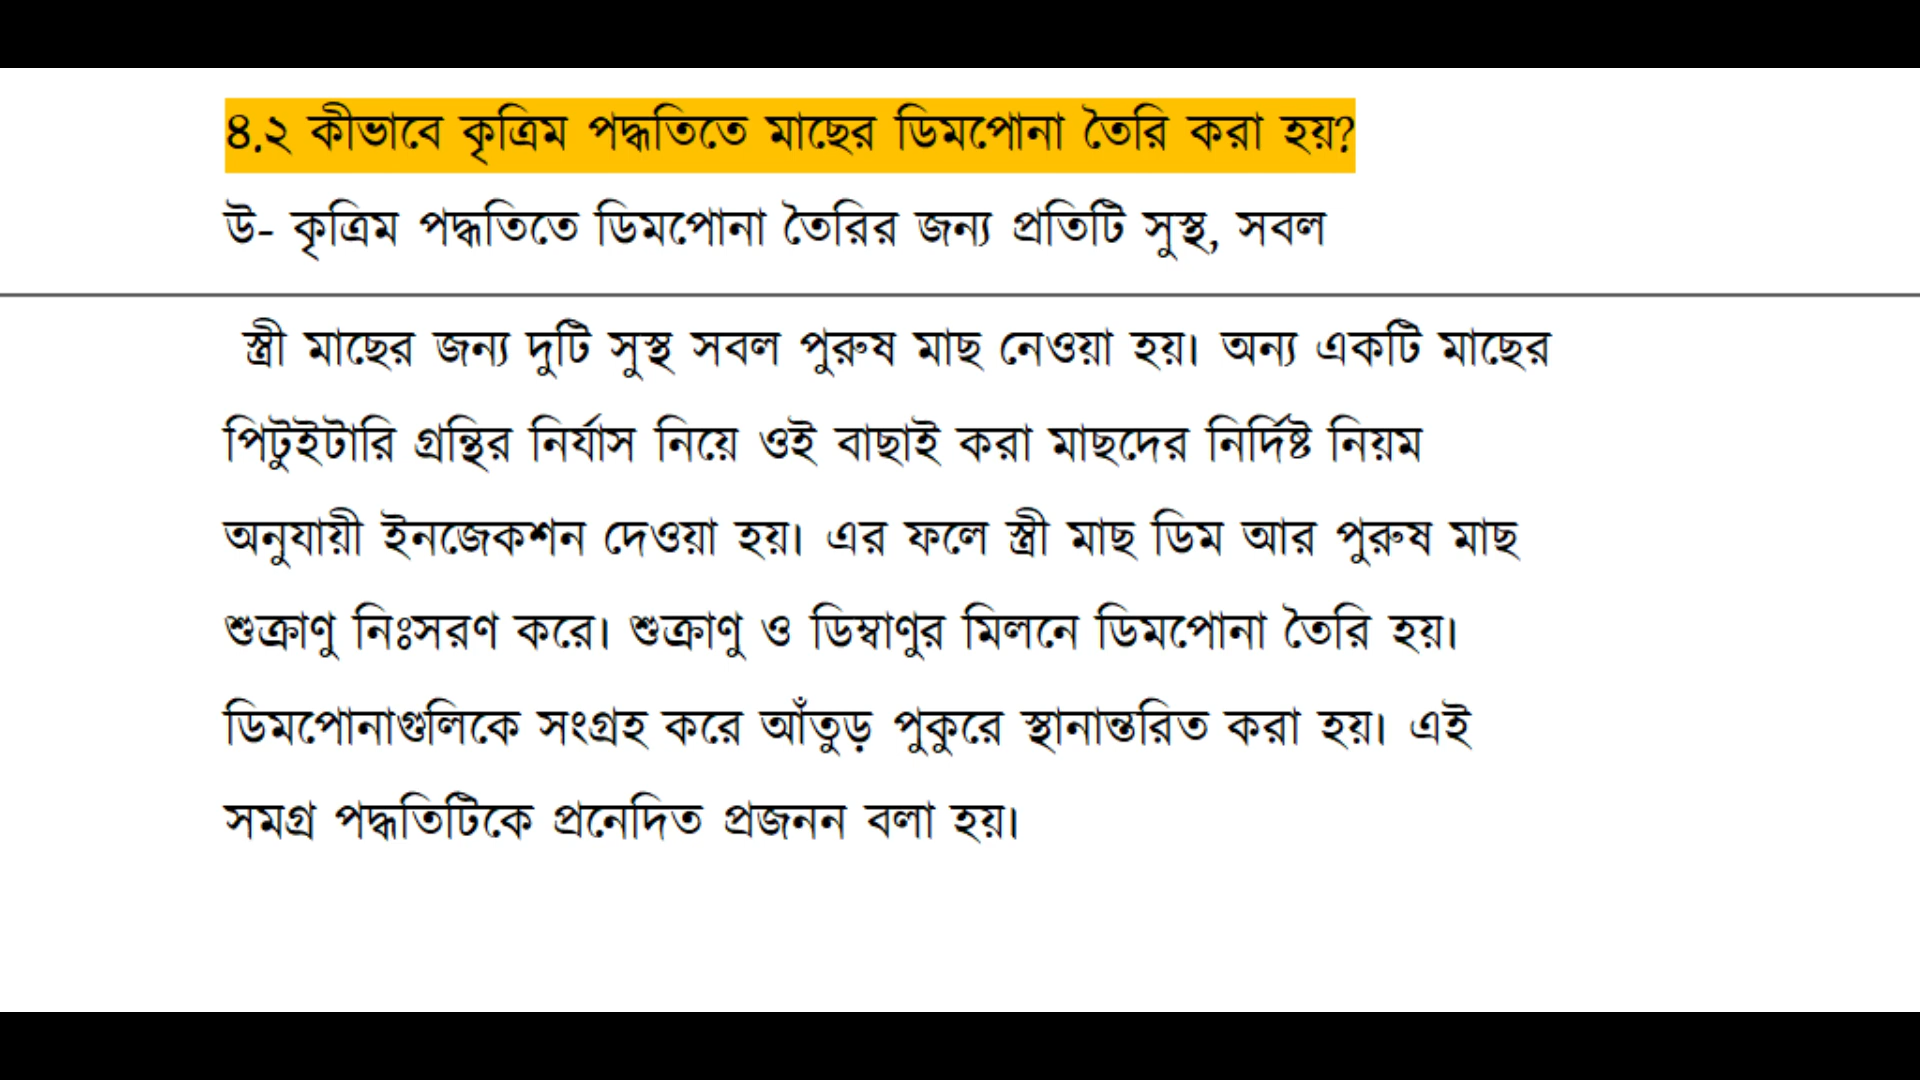 ৪.২ কীভাবে কৃত্রিম পদ্ধতিতে মাছের ডিমপোনা তৈরি করা হয়?
উ- কৃত্রিম পদ্ধতিতে ডিমপোনা তৈরির জন্য প্রতিটি সুস্থ, সবল
স্ত্রী মাছের জন্য দুটি সুস্থ সবল পুরুষ মাছ নেওয়া হয়। অন্য একটি মাছের
পিটুইটারি গ্রন্থির নির্যাস নিয়ে ওই বাছাই করা মাছদের নির্দিষ্ট নিয়ম
অনুযায়ী ইনজেকশন দেওয়া হয়। এর ফলে স্ত্রী মাছ ডিম আর পুরুষ মাছ
শুক্রাণু নিঃসরণ করে। শুক্রাণু ও ডিম্বাণুর মিলনে ডিমপোনা তৈরি হয়।
ডিমপোনাগুলিকে সংগ্রহ করে আঁতুড় পুকুরে স্থানান্তরিত করা হয়। এই
সমগ্র পদ্ধতিটিকে প্রনেদিত প্রজনন বলা হয়।